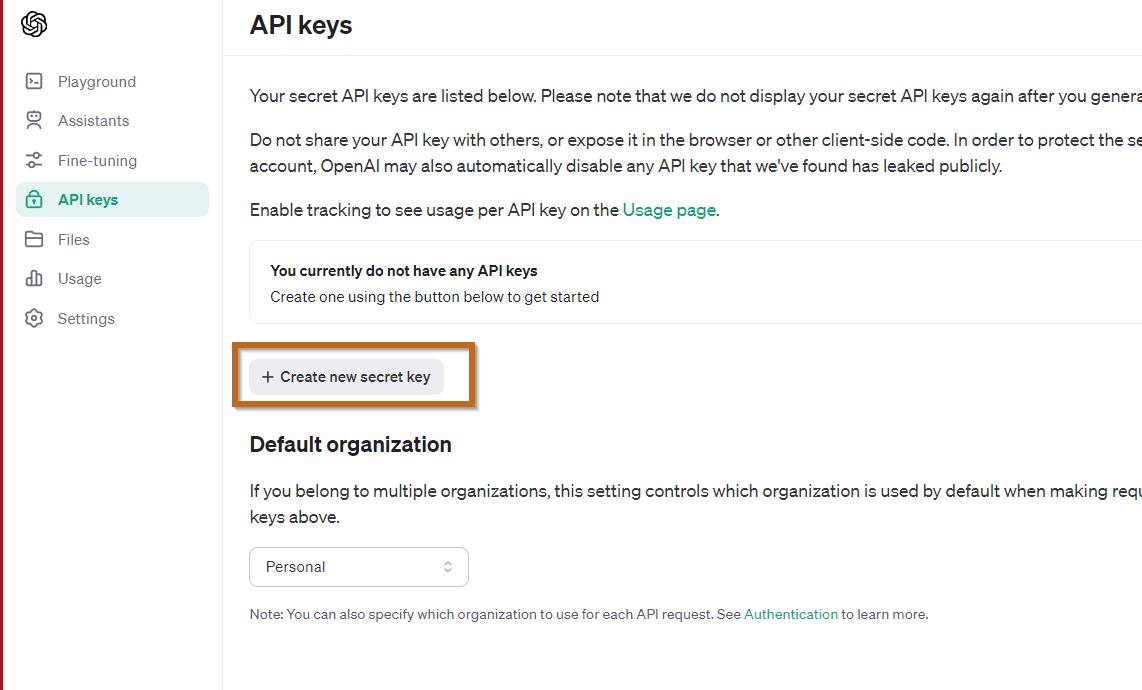 API keys
Playground
Assistants
Fine-tuning
API keys
Files
Usage
Settings
Your secret API keys are listed below. Please note that we do not display your secret API keys again after you
Do not share your API key with others, or expose it in the browser or other client-side code. In order to protect the
account, OpenAI may also automatically disable any API key that we've found has leaked publicly.
Enable tracking to see usage per API key on the Usage page.
You currently do not have any API keys
Create one using the button below to get started
+ Create new secret key
Default organization
If you belong to multiple organizations, this setting controls which organization is used by default when making
keys above.
Personal
Note: You can also specify which organization to use for each API request. See Authentication to learn more.